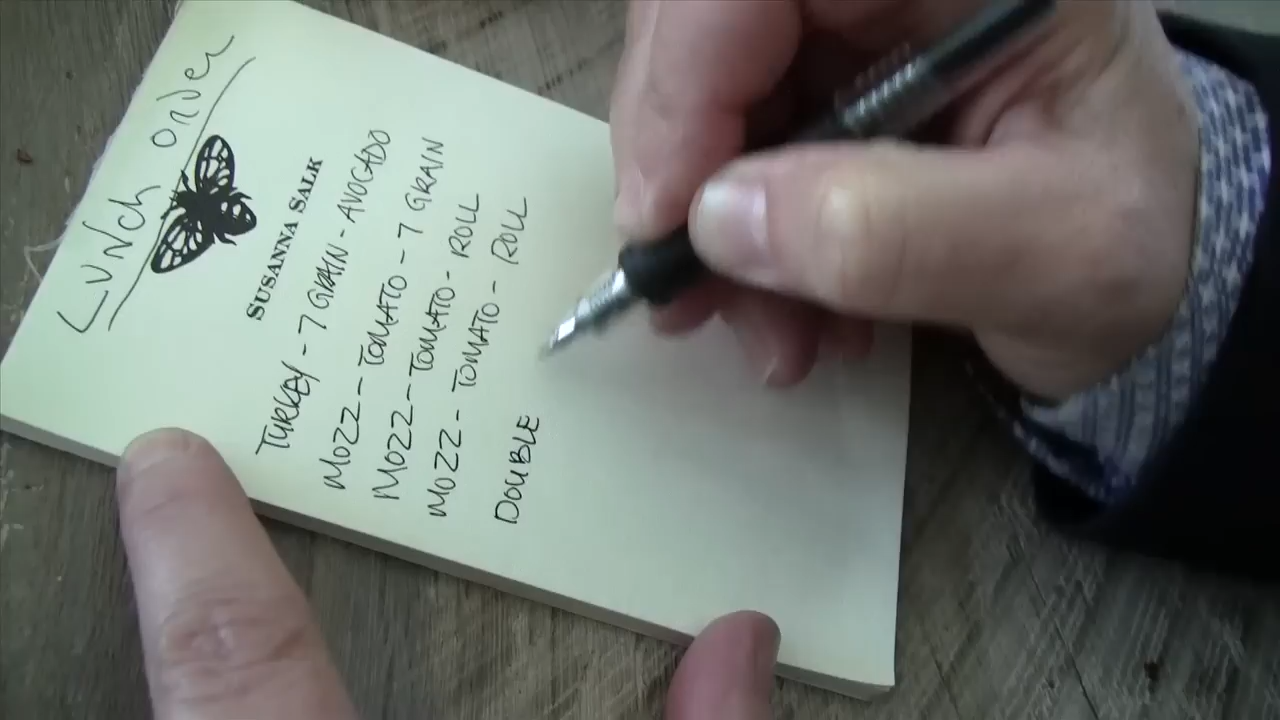 Lunch order
SUSANNA SALK
TURKEY - 7 GRAIN - AVOCADO
MOZZ - TOMATO - 7 GRAIN
MOZZ - TOMATO - ROLL
MOZZ - TOMATO - ROLL
DOUBLE